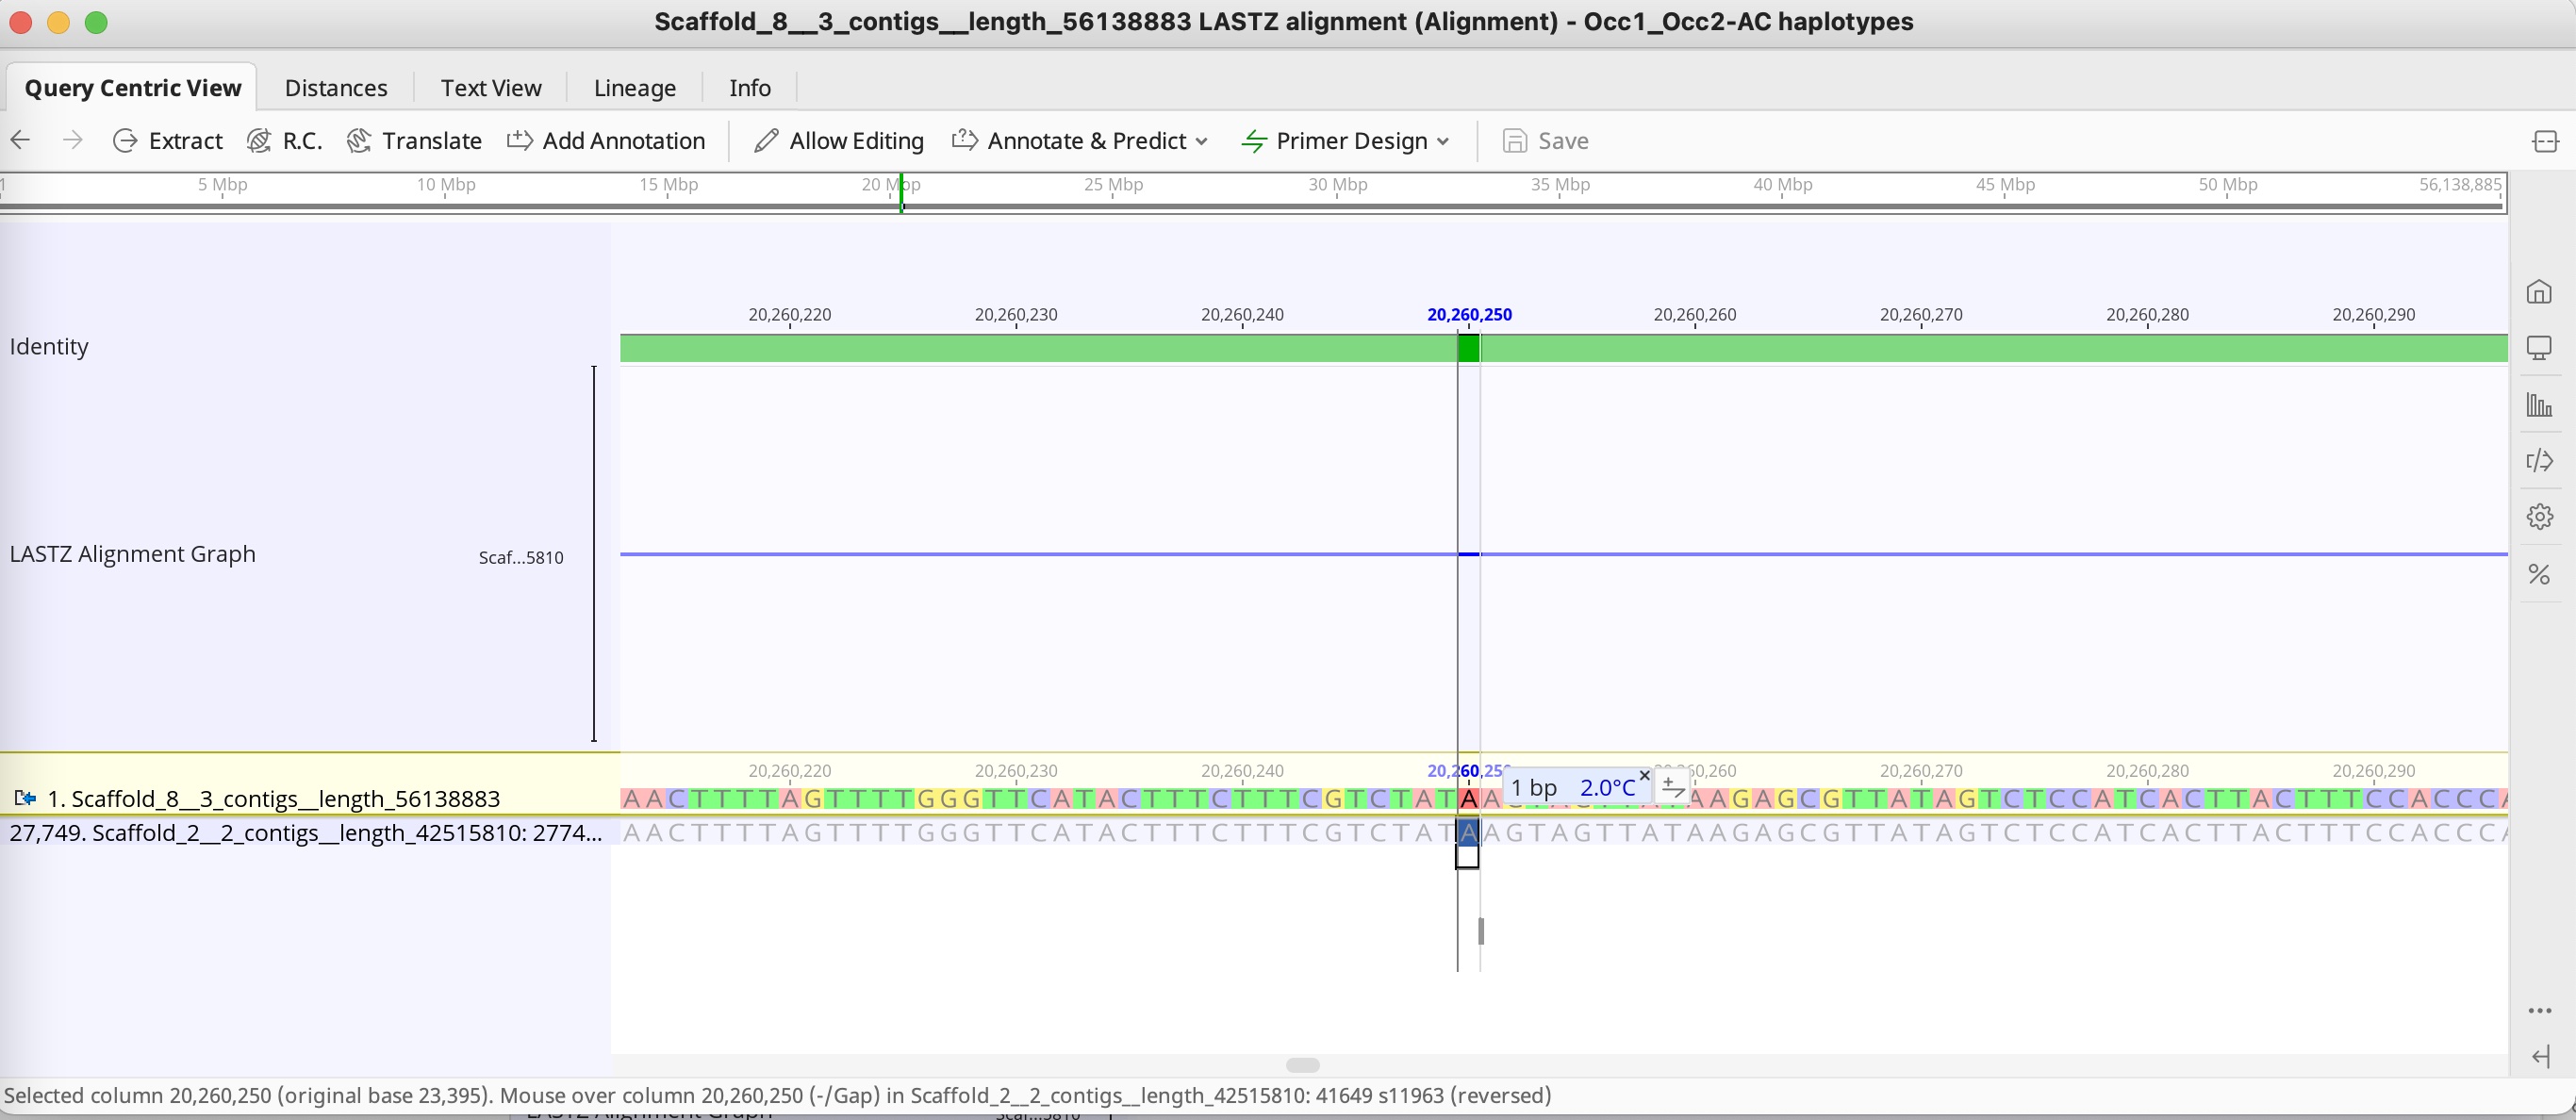 Scaffold_8__3_contigs__length_56138883 LASTZ alignment (Alignment) - Occ1_Occ2-AC haplotypes
Query Centric View Distances Text View Lineage Info
Extract R.C. Translate Add Annotation Allow Editing Annotate & Predict Primer Design Save
1 5 Mbp 10 Mbp 15 Mbp 20 Mbp 25 Mbp 30 Mbp 35 Mbp 40 Mbp 45 Mbp 50 Mbp 56,138,885
20,260,220 20,260,230 20,260,240 20,260,250 20,260,260 20,260,270 20,260,280 20,260,290
Identity
LASTZ Alignment Graph Scaf...5810
20,260,220 20,260,230 20,260,240 20,260,250 20,260,260 20,260,270 20,260,280 20,260,290
1 bp 2.0°C
1. Scaffold_8__3_contigs__length_56138883 AACTTTTAGTTTTGGGTTCATACTTTCTTTCGTCTATAAGTAGTTATAAGAGCGTTATAGTCTCCATCACTTACTTTCCACCCA
27,749. Scaffold_2__2_contigs__length_42515810: 2774... AACTTTTAGTTTTGGGTTCATACTTTCTTTCGTCTATAAGTAGTTATAAGAGCGTTATAGTCTCCATCACTTACTTTCCACCCA
Selected column 20,260,250 (original base 23,395). Mouse over column 20,260,250 (-/Gap) in Scaffold_2__2_contigs__length_42515810: 41649 s11963 (reversed)